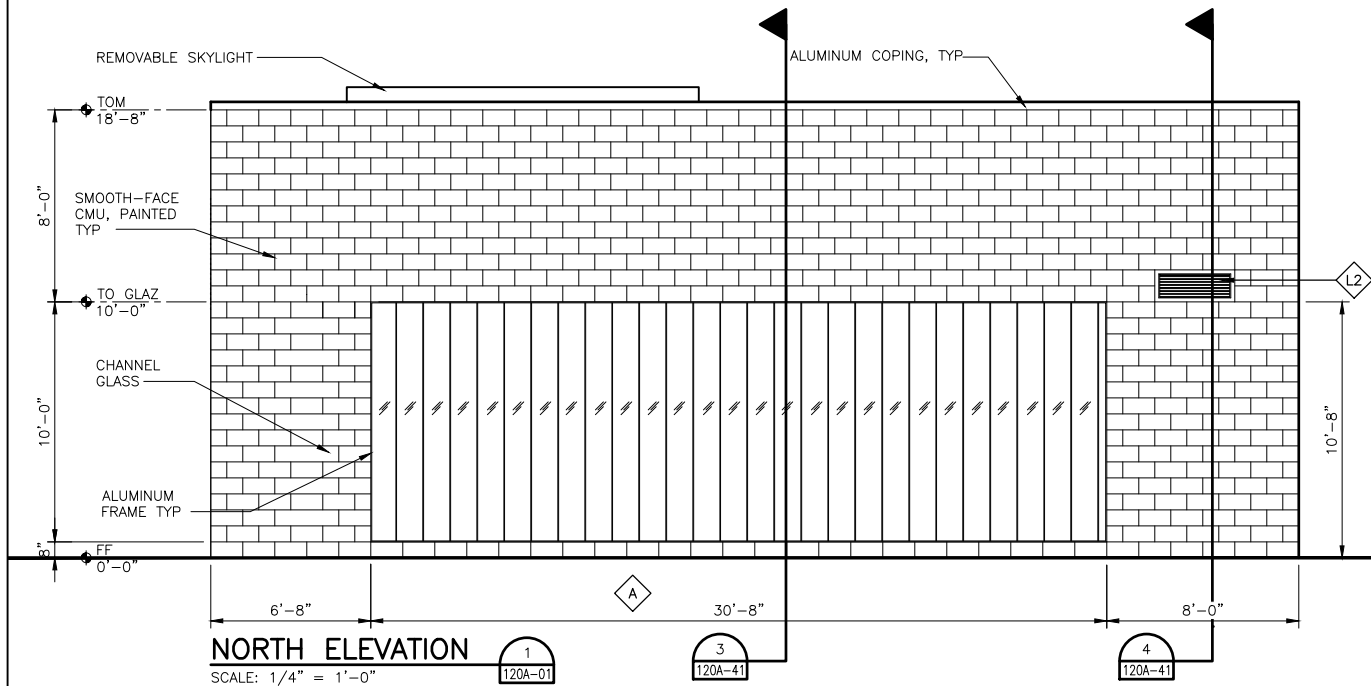 REMOVABLE SKYLIGHT
ALUMINUM COPING, TYP
TOM
18'-8"
8'-0"
SMOOTH-FACE
CMU, PAINTED
TYP
TO GLAZ
10'-0"
L2
CHANNEL
GLASS
10'-0"
10'-8"
ALUMINUM
FRAME TYP
8"
FF
0'-0"
A
6'-8"
30'-8"
8'-0"
NORTH ELEVATION
SCALE: 1/4" = 1'-0"
1
120A-01
3
120A-41
4
120A-41